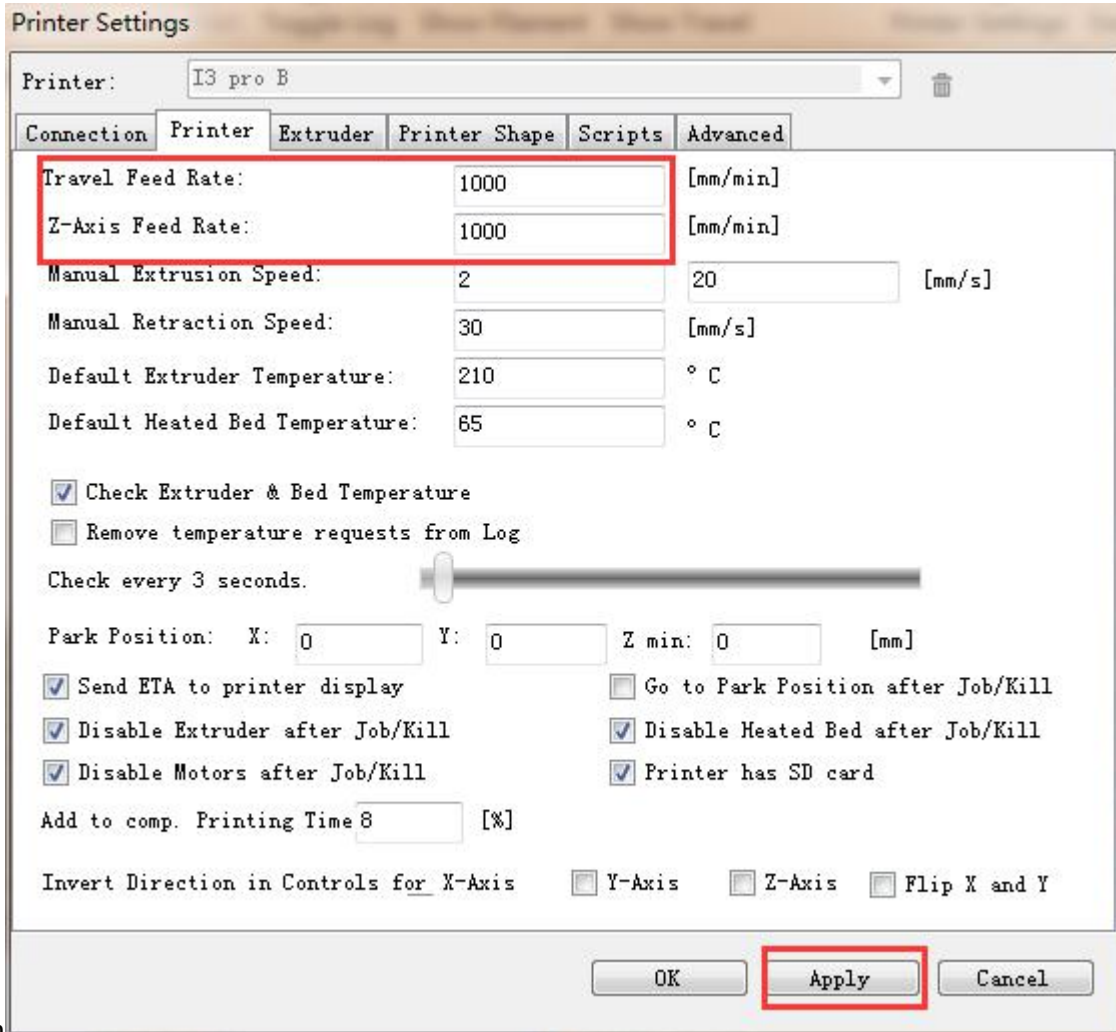 Printer Settings
Printer: I3 pro B
Connection Printer Extruder Printer Shape Scripts Advanced
Travel Feed Rate: 1000 [mm/min]
Z-Axis Feed Rate: 1000 [mm/min]
Manual Extrusion Speed: 2 20 [mm/s]
Manual Retraction Speed: 30 [mm/s]
Default Extruder Temperature: 210 ° C
Default Heated Bed Temperature: 65 ° C
Check Extruder & Bed Temperature
Remove temperature requests from Log
Check every 3 seconds.
Park Position: X: 0 Y: 0 Z min: 0 [mm]
Send ETA to printer display Go to Park Position after Job/Kill
Disable Extruder after Job/Kill Disable Heated Bed after Job/Kill
Disable Motors after Job/Kill Printer has SD card
Add to comp. Printing Time 8 [%]
Invert Direction in Controls for X-Axis Y-Axis Z-Axis Flip X and Y
OK Apply Cancel